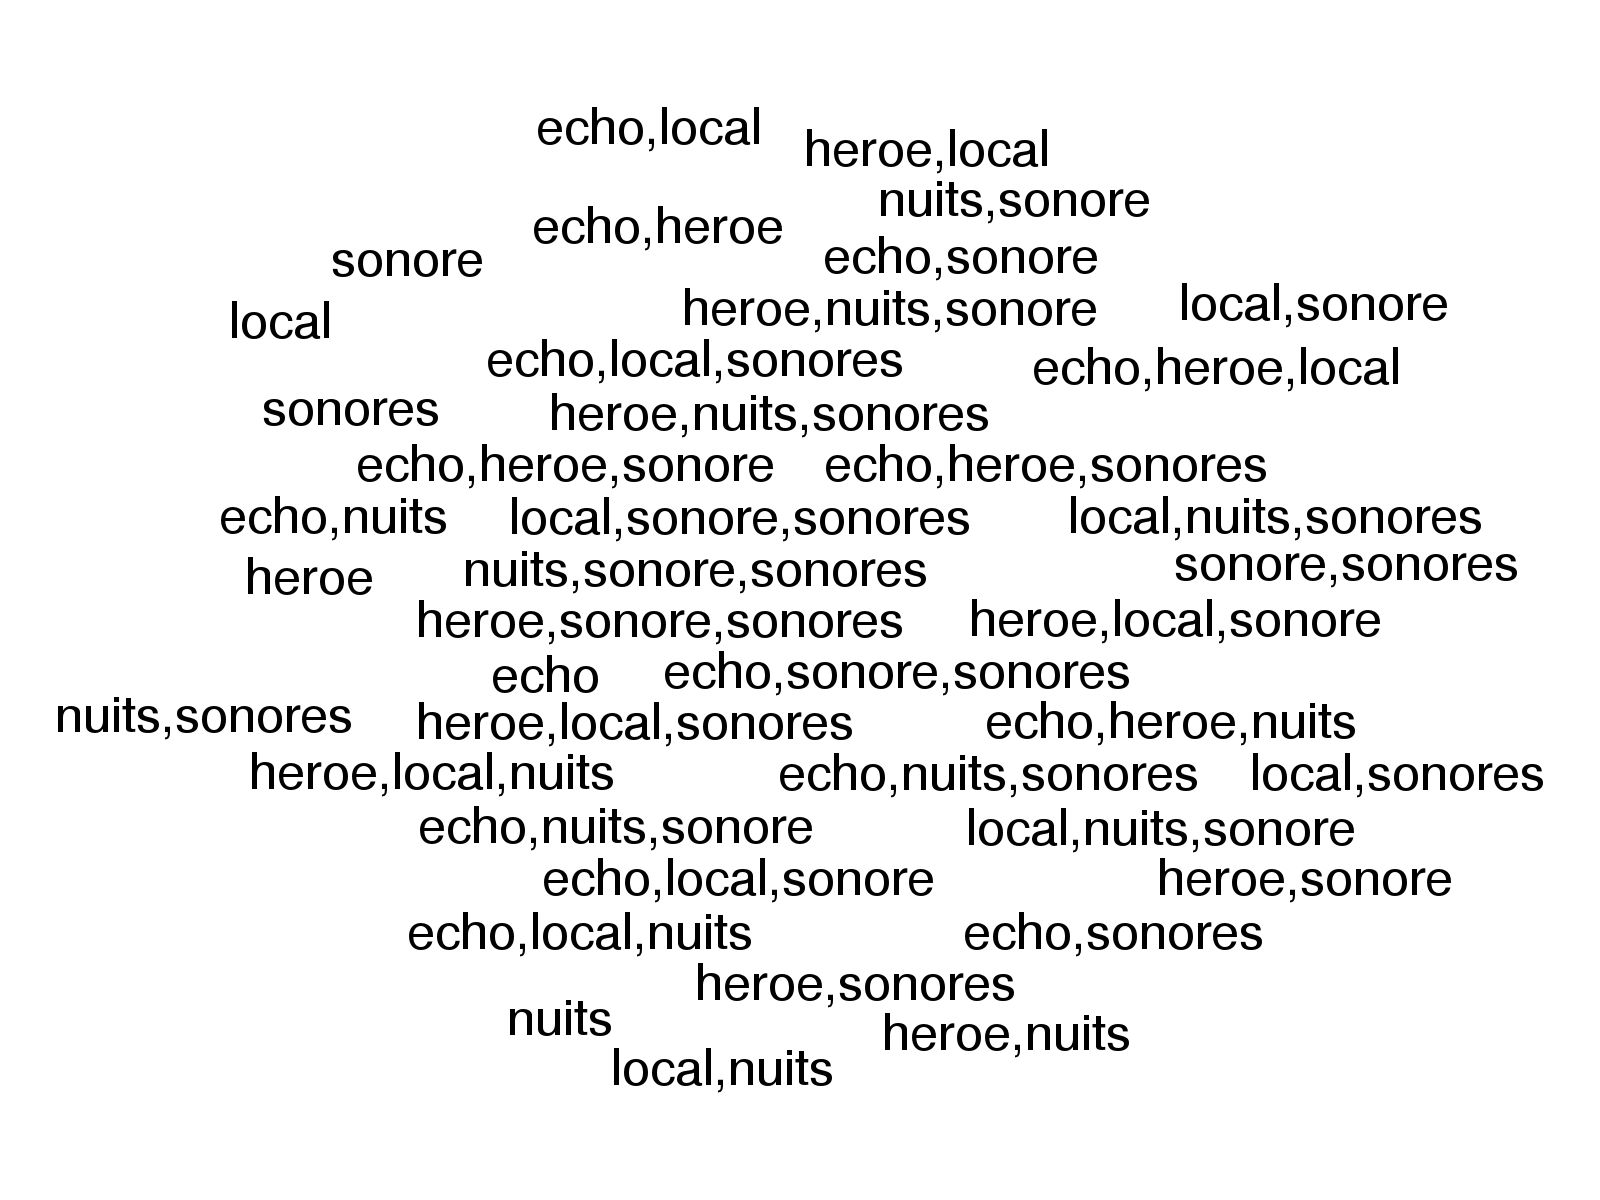 echo,local
heroe,local
nuits,sonore
echo,heroe
sonore
echo,sonore
heroe,nuits,sonore
local,sonore
local
echo,local,sonores
echo,heroe,local
sonores
heroe,nuits,sonores
echo,heroe,sonore
echo,heroe,sonores
echo,nuits
local,sonore,sonores
local,nuits,sonores
heroe
nuits,sonore,sonores
sonore,sonores
heroe,sonore,sonores
heroe,local,sonore
echo
echo,sonore,sonores
nuits,sonores
heroe,local,sonores
echo,heroe,nuits
heroe,local,nuits
echo,nuits,sonores
local,sonores
echo,nuits,sonore
local,nuits,sonore
echo,local,sonore
heroe,sonore
echo,local,nuits
echo,sonores
heroe,sonores
nuits
heroe,nuits
local,nuits